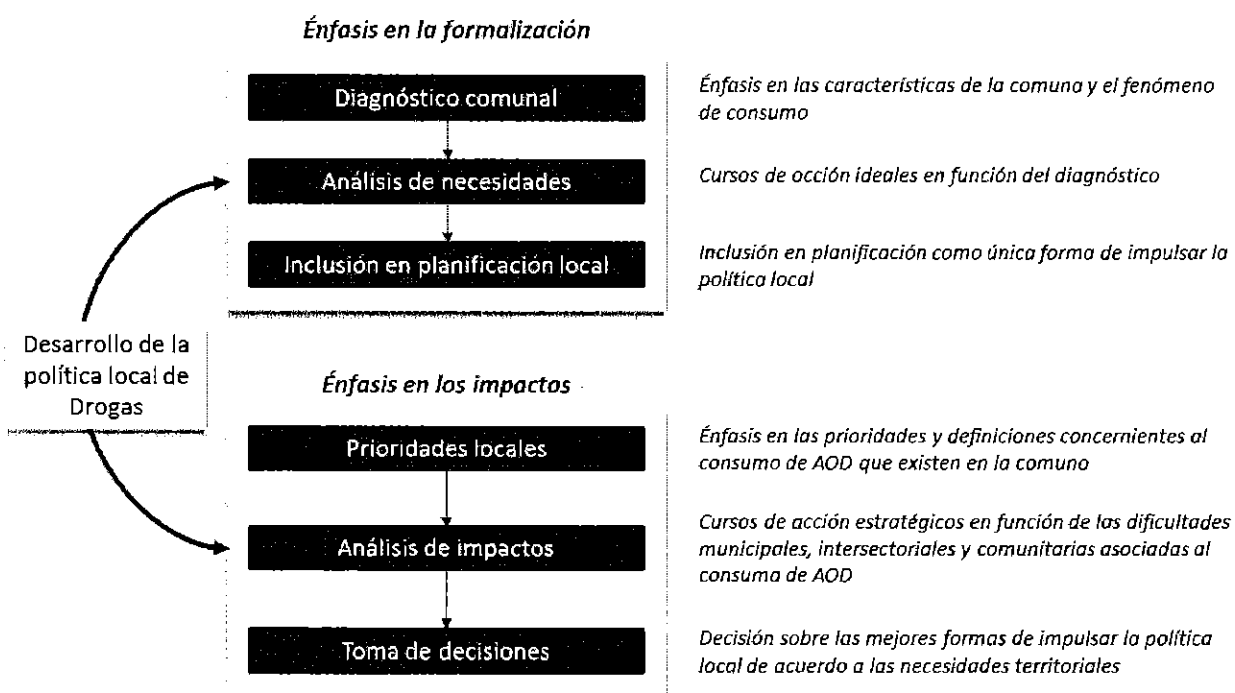 Énfasis en la formalización
Diagnóstico comunal
Énfasis en las características de la comuna y el fenómeno
de consumo
Análisis de necesidades
Cursos de occión ideales en función del diagnóstico
Inclusión en planificación local
Inclusión en planificación como única forma de impulsar la
política local
Desarrollo de la
política local de
Drogas
Énfasis en los impactos
Prioridades locales
Énfasis en las prioridades y definiciones concernientes al
consumo de AOD que existen en la comuno
Análisis de impactos
Cursos de acción estratégicos en función de las dificultades
municipales, intersectoriales y comunitarias asociadas al
consuma de AOD
Toma de decisiones
Decisión sobre las mejores formas de impulsar la política
local de acuerdo a las necesidades territoriales